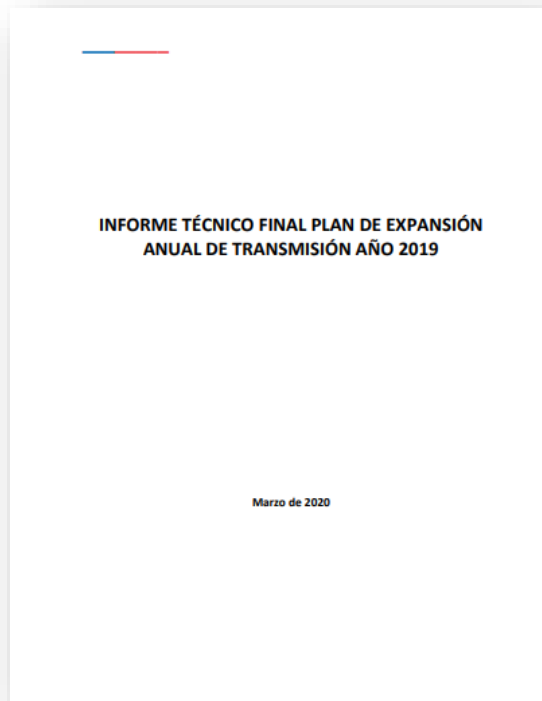 INFORME TÉCNICO FINAL PLAN DE EXPANSIÓN
ANUAL DE TRANSMISIÓN AÑO 2019
Marzo de 2020